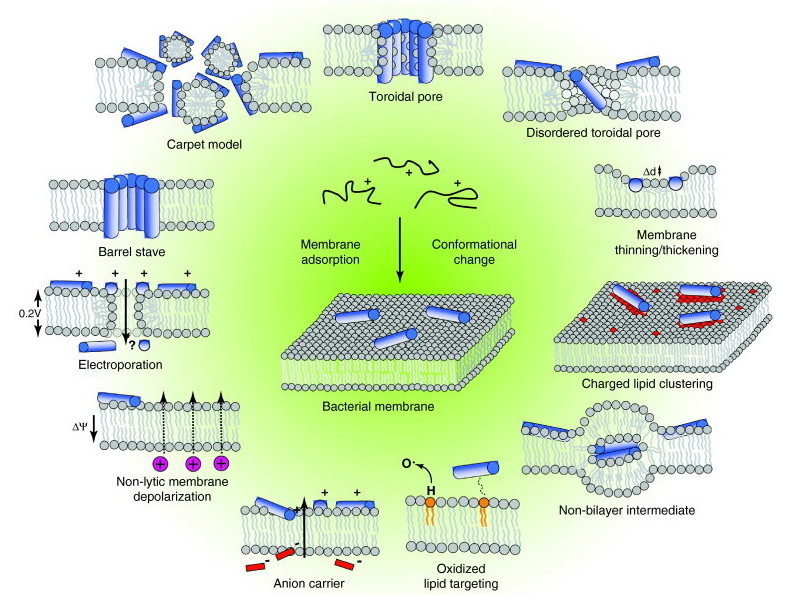 Toroidal pore
Carpet model
Disordered toroidal pore
+
+
+
Δd
Membrane
thinning/thickening
Barrel stave
Membrane
adsorption
Conformational
change
+ + + +
0.2V
?
Electroporation
Charged lipid clustering
Bacterial membrane
ΔΨ
+ + +
Non-lytic membrane
depolarization
Non-bilayer intermediate
O·
H
+ +
+
-
- -
Anion carrier
Oxidized
lipid targeting